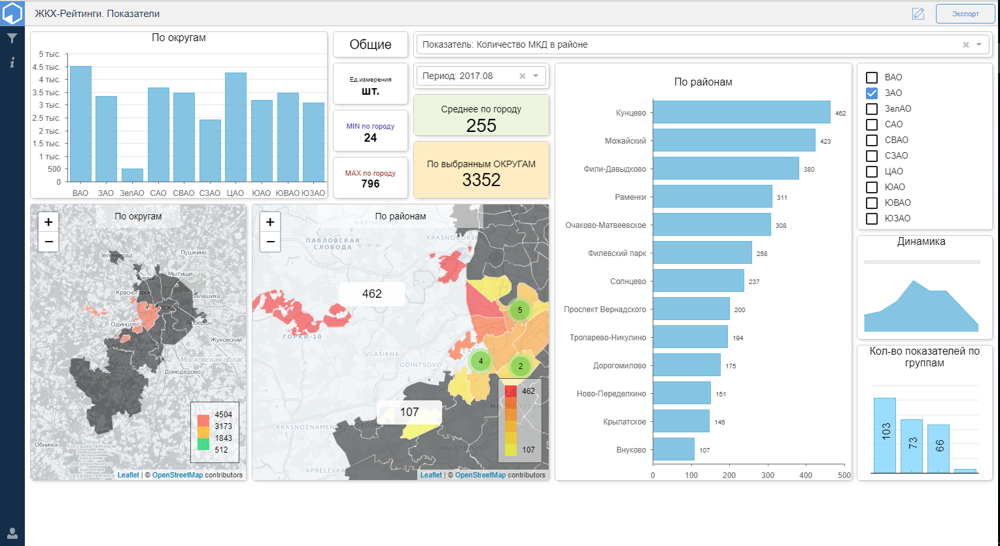 ЖКХ-Рейтинги. Показатели
Экспорт
По округам
5 тыс.
4.5 тыс.
4 тыс.
3.5 тыс.
3 тыс.
2.5 тыс.
2 тыс.
1.5 тыс.
1 тыс.
500
0
ВАО ЗАО ЗелАО САО СВАО СЗАО ЦАО ЮАО ЮВАО ЮЗАО
Общие
Ед.измерения
шт.
MIN по городу
24
MAX по городу
796
Показатель: Количество МКД в районе
Период: 2017.08
Среднее по городу
255
По выбранным ОКРУГАМ
3352
По районам
Кунцево 462
Можайский 423
Фили-Давыдково 380
Раменки 311
Очаково-Матвеевское 308
Филевский парк 258
Солнцево 237
Проспект Вернадского 200
Тропарево-Никулино 194
Дорогомилово 175
Ново-Переделкино 151
Крылатское 146
Внуково 107
0 100 200 300 400 500
ВАО
ЗАО
ЗелАО
САО
СВАО
СЗАО
ЦАО
ЮАО
ЮВАО
ЮЗАО
Динамика
Кол-во показателей по
группам
103
73
66
По округам
+
−
Зеленоград
Пушкино
Мытищи
Химки
Красногорск
Балашиха
Москва
Одинцово
Люберцы
Жуковский
Московская област
Домодедово
Обнинск
Государственный
природный
заказник
Федерального
значения
Государственны
4504
3173
1843
512
Leaflet | © OpenStreetMap contributors
По районам
+
−
NAKHABINO
KRASNOGORSK
ПАВЛОВСКАЯ
СЛОБОДА
462
5
ГОРКИ-10
VLASIKHA
ODINTSOVO
4
2
462
107
107
KRASNOZNAMENSK
VALUYEVO
APRELEVKA
Leaflet | © OpenStreetMap contributors